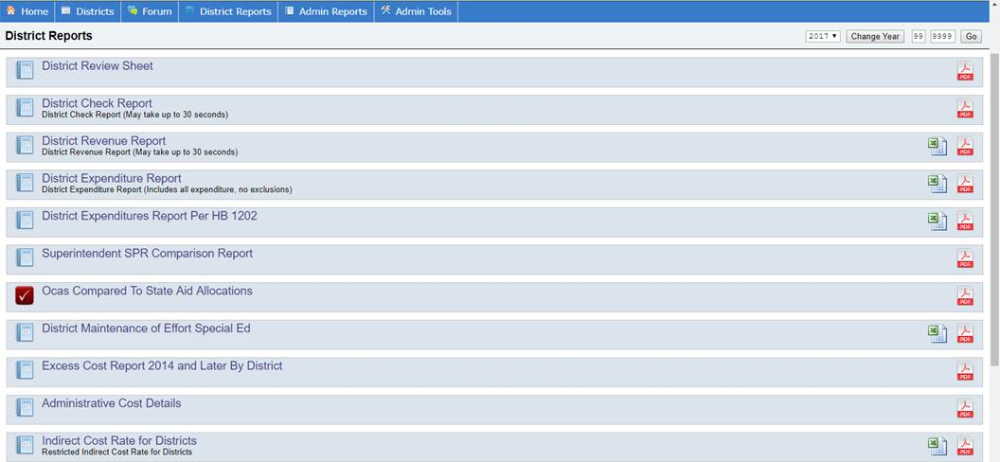 Home Districts Forum District Reports Admin Reports Admin Tools
District Reports 2017 Change Year 99 9999 Go
District Review Sheet
PDF
District Check Report
District Check Report (May take up to 30 seconds)
PDF
District Revenue Report
District Revenue Report (May take up to 30 seconds)
PDF
District Expenditure Report
District Expenditure Report (Includes all expenditure, no exclusions)
PDF
District Expenditures Report Per HB 1202
PDF
Superintendent SPR Comparison Report
PDF
Ocas Compared To State Aid Allocations
PDF
District Maintenance of Effort Special Ed
PDF
Excess Cost Report 2014 and Later By District
PDF
Administrative Cost Details
PDF
Indirect Cost Rate for Districts
Restricted Indirect Cost Rate for Districts
PDF